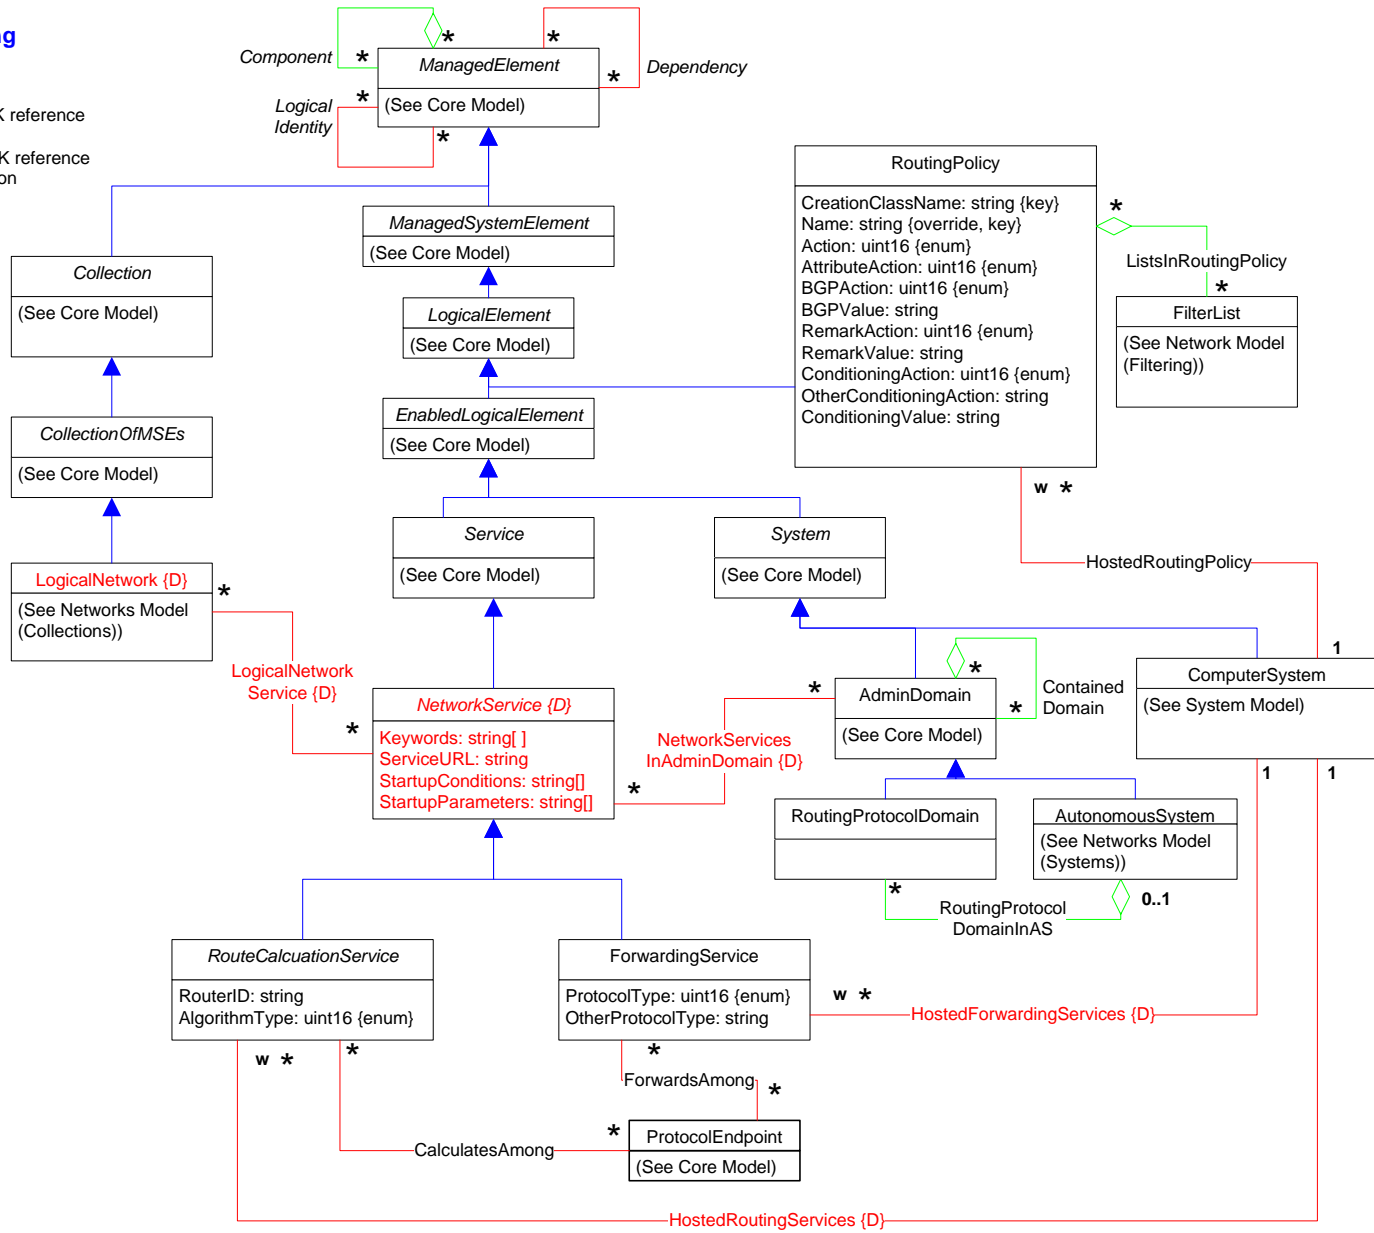 ng
K reference
K reference
on
Component
*
*
ManagedElement
(See Core Model)
*
*
Dependency
Logical
Identity
*
*
RoutingPolicy
CreationClassName: string {key}
Name: string {override, key}
Action: uint16 {enum}
AttributeAction: uint16 {enum}
BGPAction: uint16 {enum}
BGPValue: string
RemarkAction: uint16 {enum}
RemarkValue: string
ConditioningAction: uint16 {enum}
OtherConditioningAction: string
ConditioningValue: string
*
ListsInRoutingPolicy
*
FilterList
(See Network Model
(Filtering))
ManagedSystemElement
(See Core Model)
Collection
(See Core Model)
LogicalElement
(See Core Model)
EnabledLogicalElement
(See Core Model)
CollectionOfMSEs
(See Core Model)
w *
HostedRoutingPolicy
1
Service
(See Core Model)
System
(See Core Model)
LogicalNetwork {D}
(See Networks Model
(Collections))
*
LogicalNetwork
Service {D}
*
NetworkService {D}
Keywords: string[ ]
ServiceURL: string
StartupConditions: string[]
StartupParameters: string[]
*
NetworkServices
InAdminDomain {D}
*
AdminDomain
(See Core Model)
*
*
Contained
Domain
ComputerSystem
(See System Model)
1
1
RoutingProtocolDomain
AutonomousSystem
(See Networks Model
(Systems))
*
RoutingProtocol
DomainInAS
0..1
RouteCalcuationService
RouterID: string
AlgorithmType: uint16 {enum}
ForwardingService
ProtocolType: uint16 {enum}
OtherProtocolType: string
w *
HostedForwardingServices {D}
w *
*
*
ForwardsAmong
*
CalculatesAmong
*
ProtocolEndpoint
(See Core Model)
HostedRoutingServices {D}